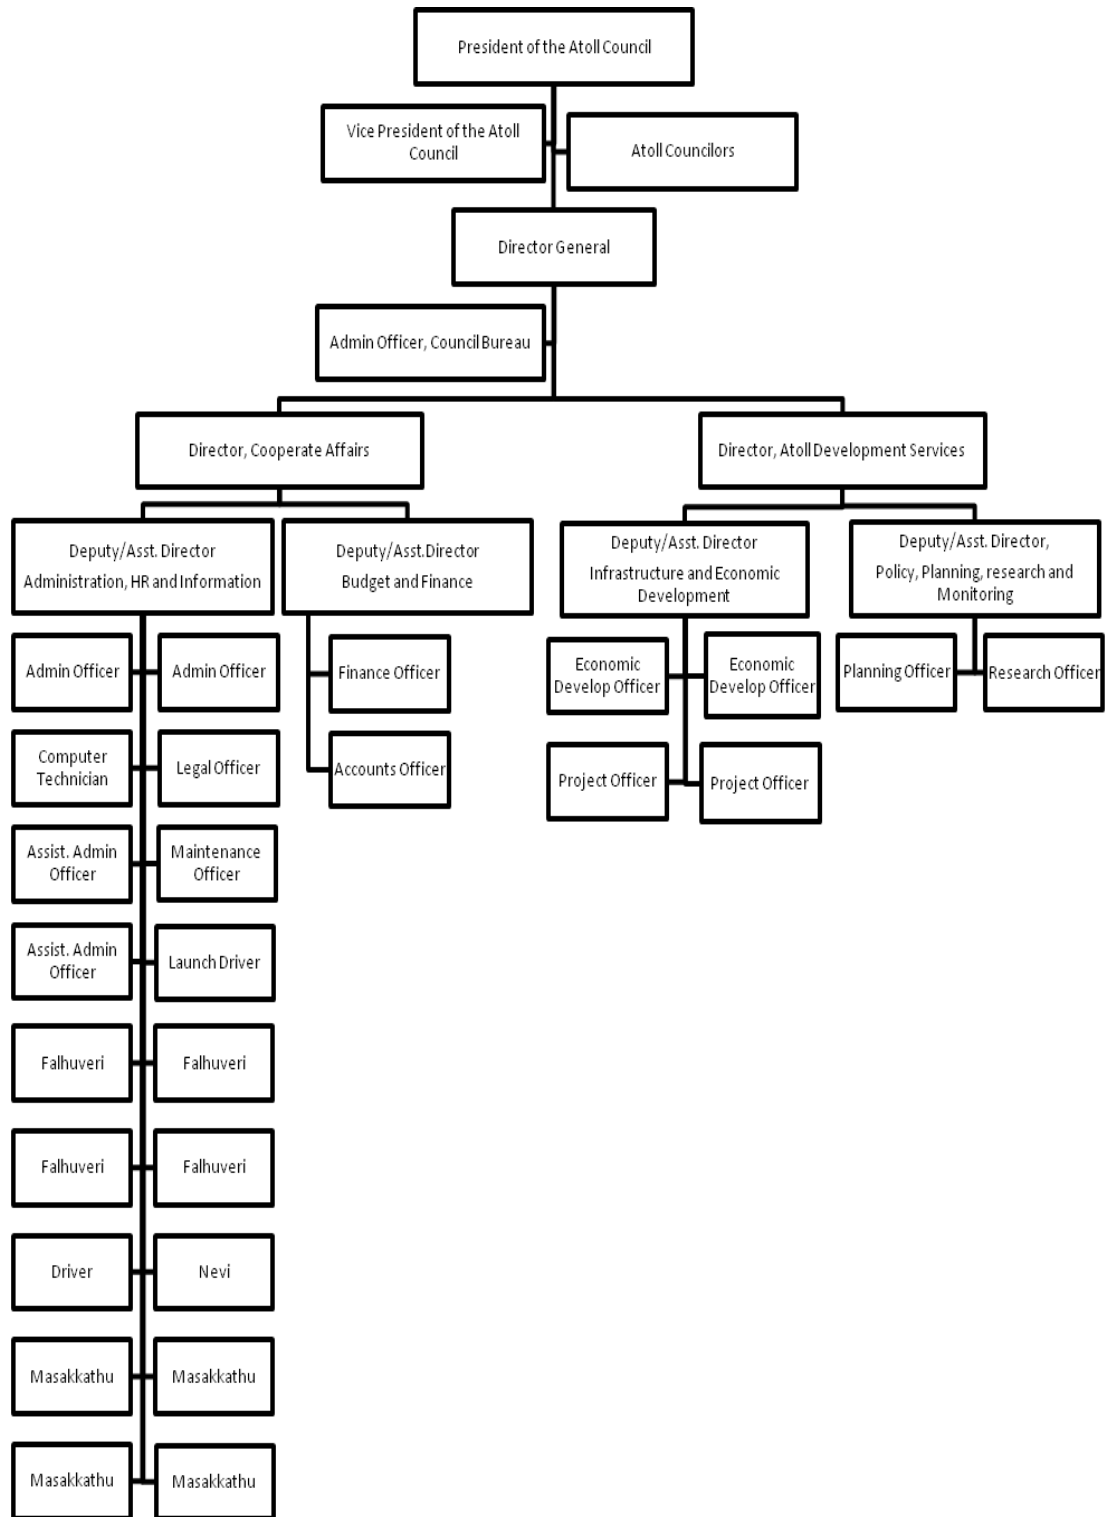 President of the Atoll Council
Vice President of the Atoll
Council
Atoll Councilors
Director General
Admin Officer, Council Bureau
Director, Cooperate Affairs
Director, Atoll Development Services
Deputy/Asst. Director
Administration, HR and Information
Deputy/Asst.Director
Budget and Finance
Deputy/Asst. Director
Infrastructure and Economic
Development
Deputy/Asst. Director,
Policy, Planning, research and
Monitoring
Admin Officer
Admin Officer
Computer
Technician
Legal Officer
Assist. Admin
Officer
Maintenance
Officer
Assist. Admin
Officer
Launch Driver
Falhuveri
Falhuveri
Falhuveri
Falhuveri
Driver
Nevi
Masakkathu
Masakkathu
Masakkathu
Masakkathu
Finance Officer
Accounts Officer
Economic
Develop Officer
Economic
Develop Officer
Project Officer
Project Officer
Planning Officer
Research Officer